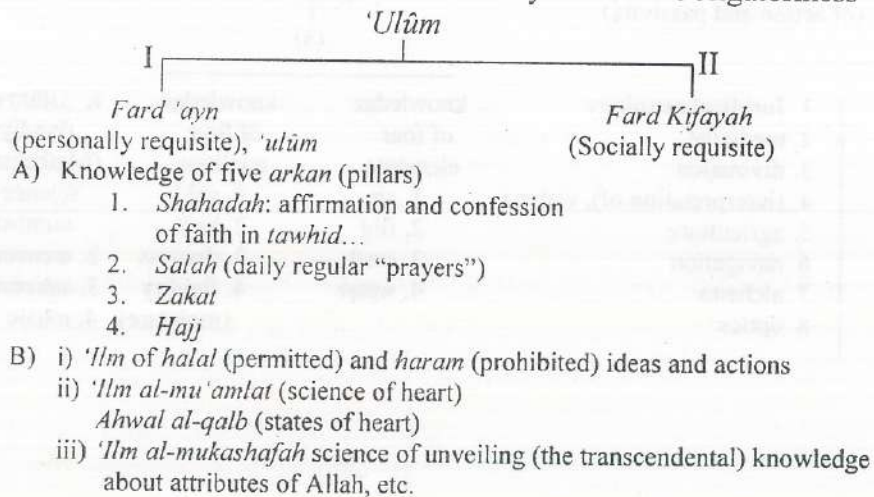 'Ulûm
I II
Fard 'ayn Fard Kifayah
(personally requisite), 'ulûm (Socially requisite)
A) Knowledge of five arkan (pillars)
1. Shahadah: affirmation and confession
of faith in tawhid...
2. Salah (daily regular “prayers”)
3. Zakat
4. Hajj
B) i) 'Ilm of halal (permitted) and haram (prohibited) ideas and actions
ii) 'Ilm al-mu'amlat (science of heart)
Ahwal al-qalb (states of heart)
iii) 'Ilm al-mukashafah science of unveiling (the transcendental) knowledge
about attributes of Allah, etc.